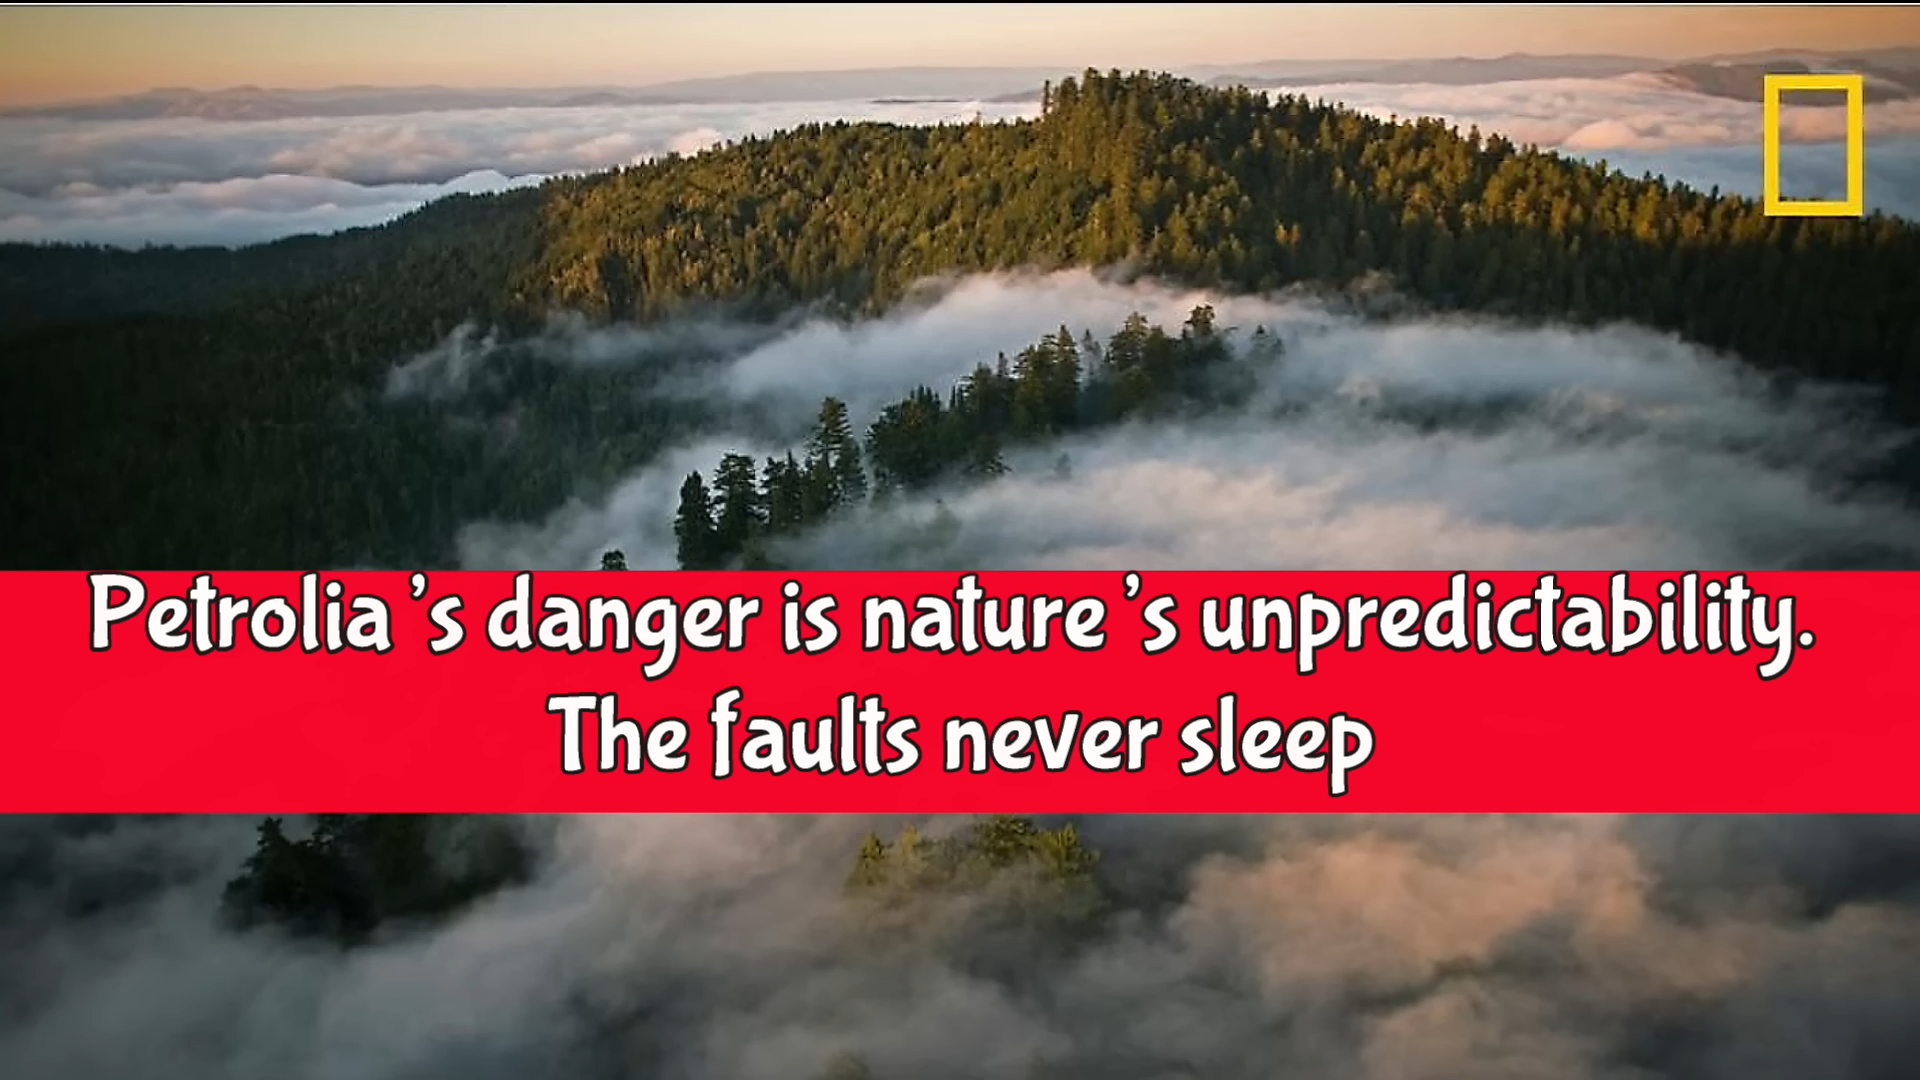 Petrolia's danger is nature's unpredictability.
The faults never sleep